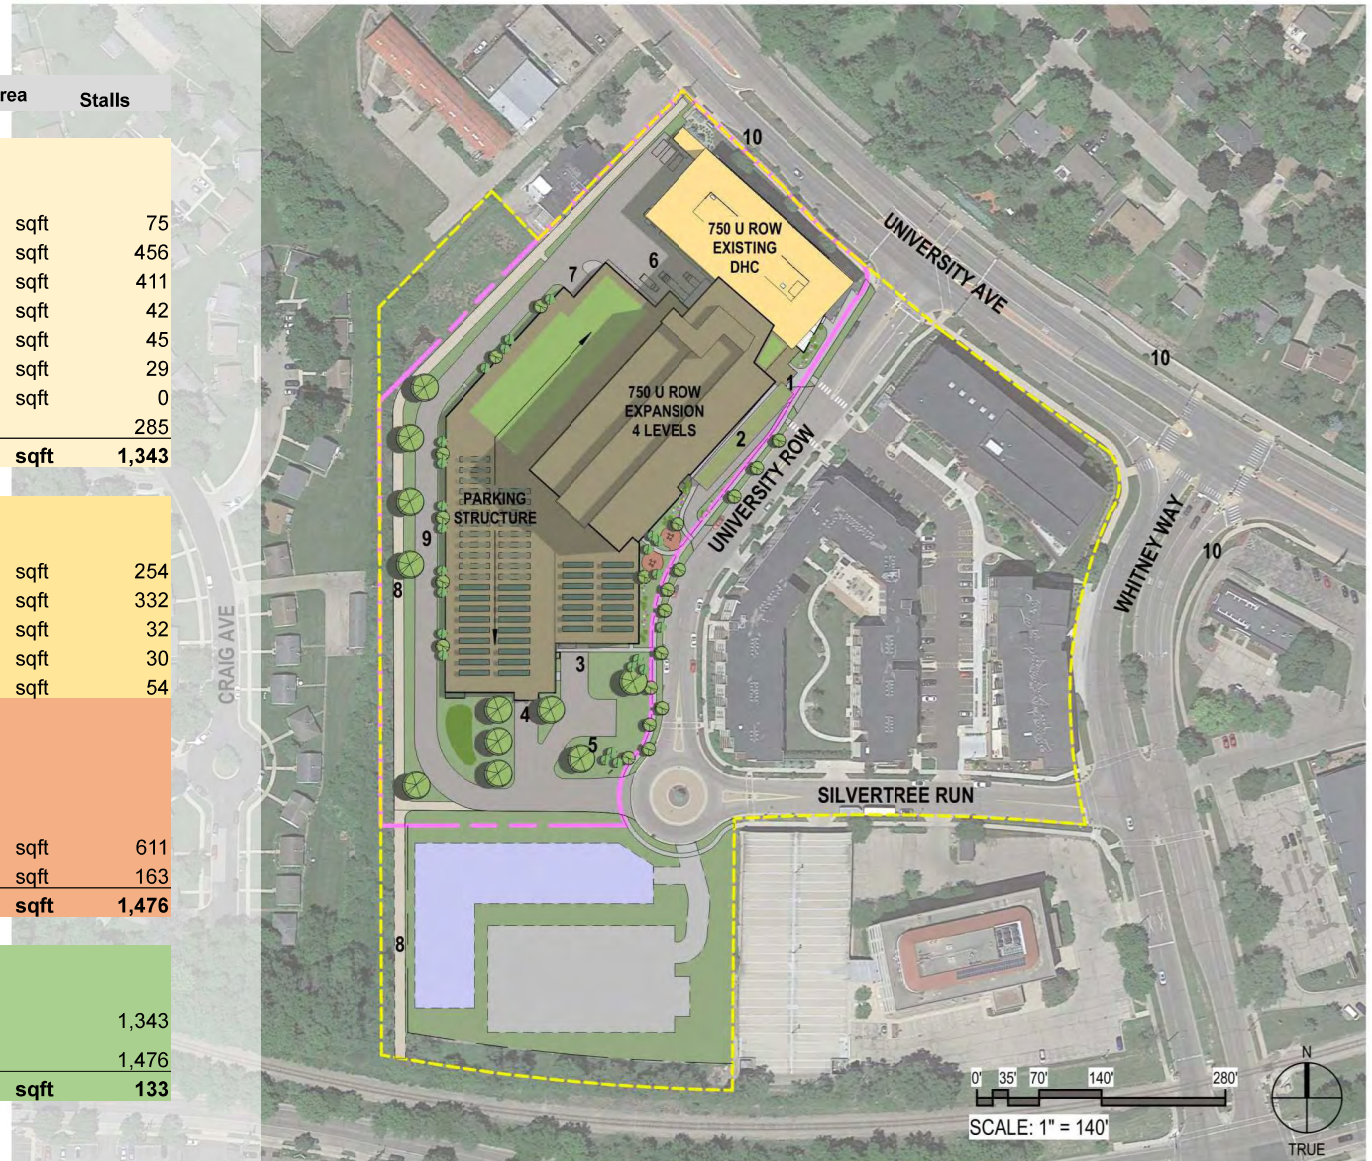 rea Stalls
sqft 75
sqft 456
sqft 411
sqft 42
sqft 45
sqft 29
sqft 0
285
sqft 1,343
sqft 254
sqft 332
sqft 32
sqft 30
sqft 54
sqft 611
sqft 163
sqft 1,476
1,343
1,476
sqft 133
CRAIG AVE
10
750 U ROW
EXISTING
DHC
UNIVERSITY AVE
6
7
10
1
750 U ROW
EXPANSION
4 LEVELS
2
UNIVERSITY ROW
PARKING
STRUCTURE
9
8
WHITNEY WAY
10
3
4
5
SILVERTREE RUN
8
0' 35' 70' 140' 280'
SCALE: 1" = 140'
N
TRUE